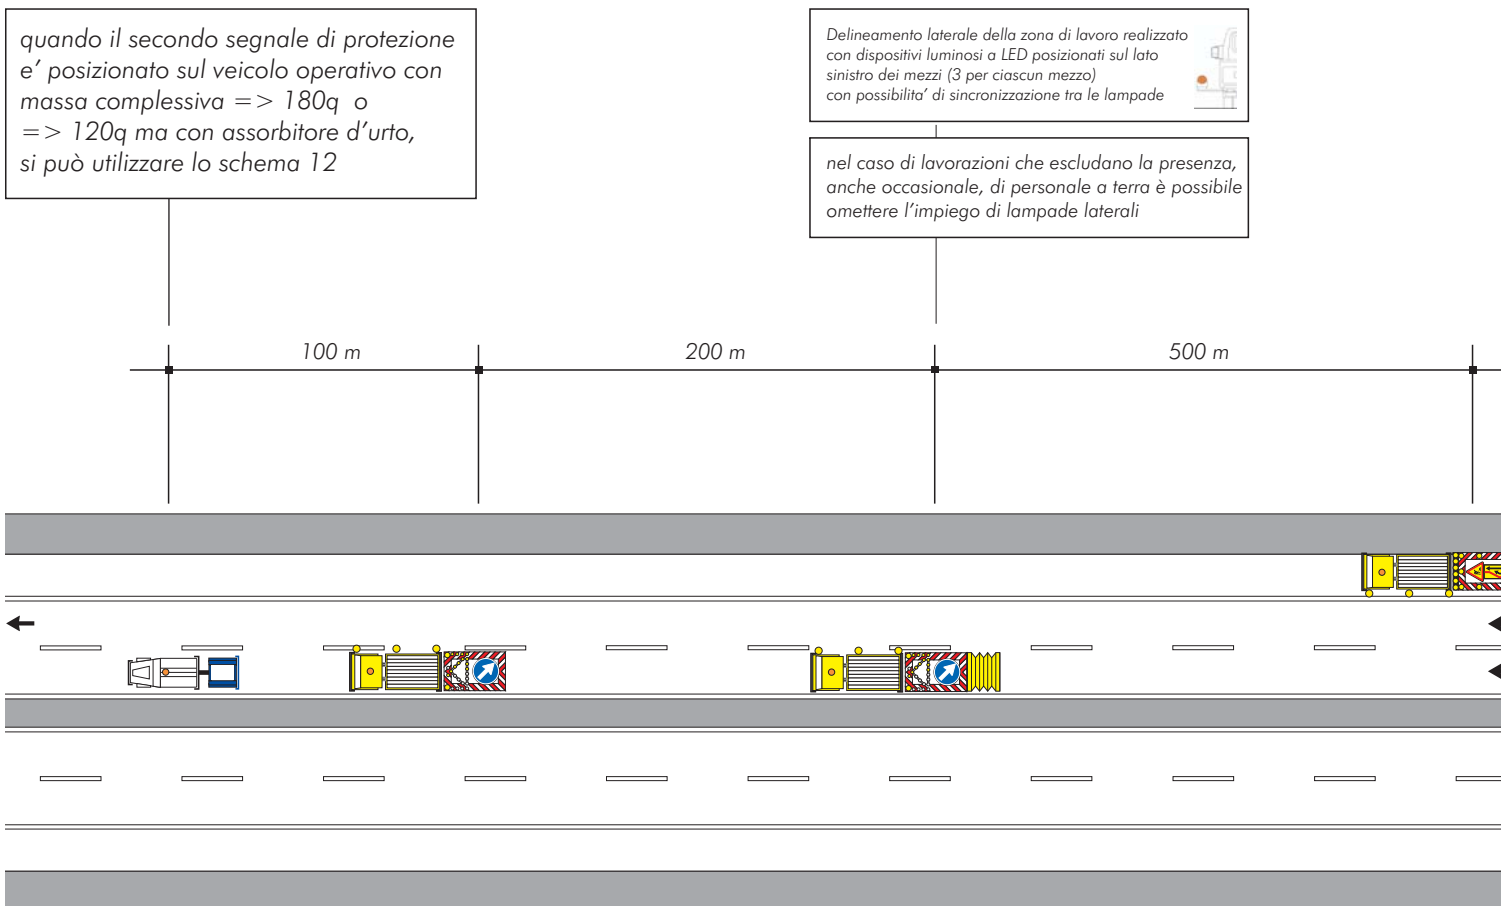 quando il secondo segnale di protezione
e' posizionato sul veicolo operativo con
massa complessiva => 180q o
=> 120q ma con assorbitore d'urto,
si può utilizzare lo schema 12
Delineamento laterale della zona di lavoro realizzato
con dispositivi luminosi a LED posizionati sul lato
sinistro dei mezzi (3 per ciascun mezzo)
con possibilita' di sincronizzazione tra le lampade
nel caso di lavorazioni che escludano la presenza,
anche occasionale, di personale a terra è possibile
omettere l'impiego di lampade laterali
100 m
200 m
500 m